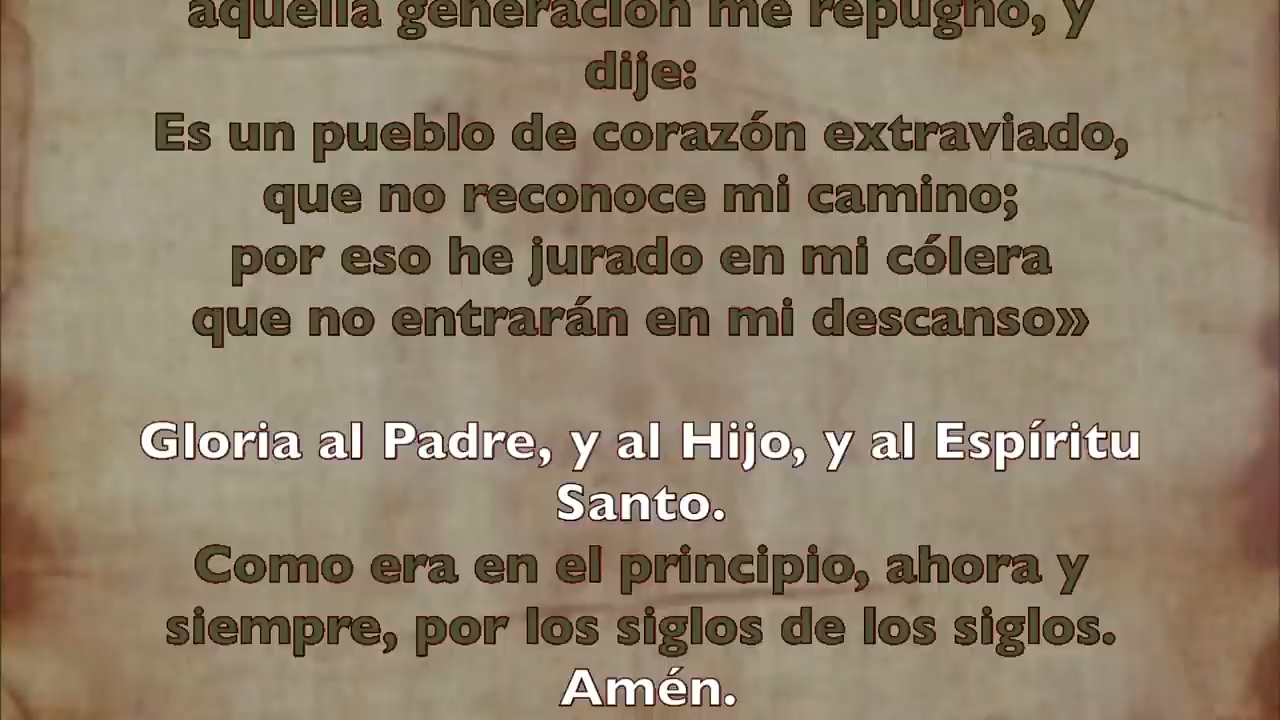 aquella generación me repugnó, y
dije:
Es un pueblo de corazón extraviado,
que no reconoce mi camino;
por eso he jurado en mi cólera
que no entrarán en mi descanso»
Gloria al Padre, y al Hijo, y al Espíritu
Santo.
Como era en el principio, ahora y
siempre, por los siglos de los siglos.
Amén.